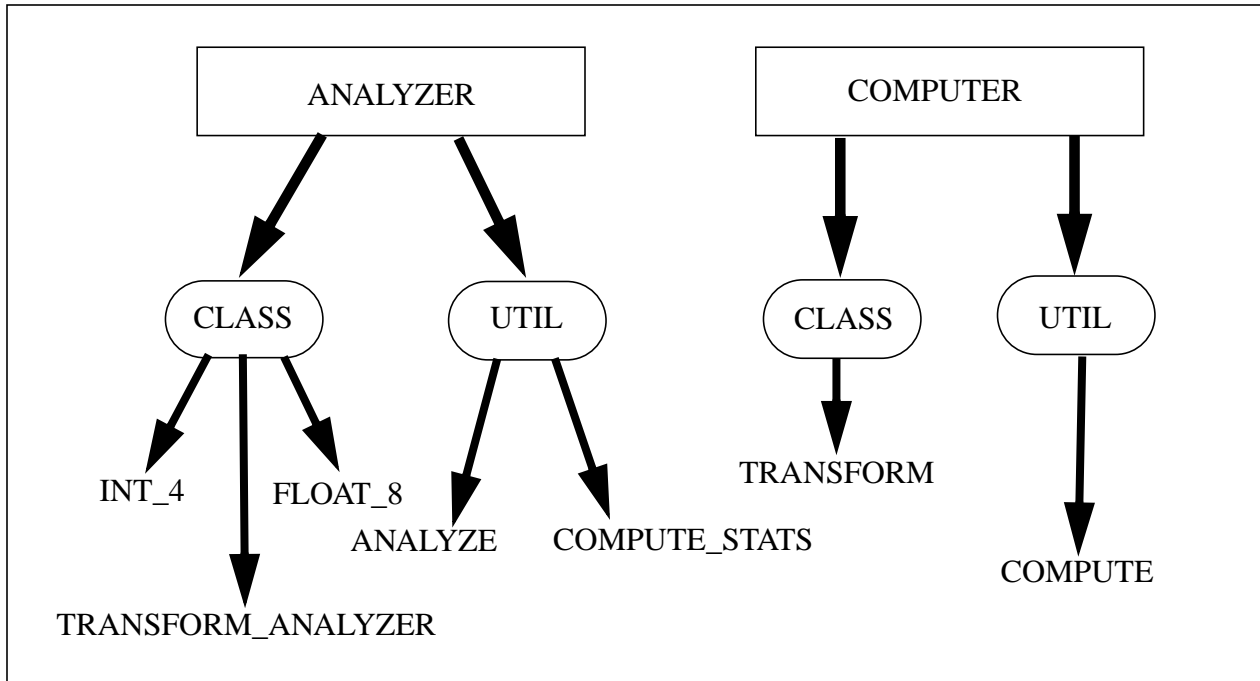 ANALYZER
COMPUTER
CLASS
UTIL
CLASS
UTIL
INT_4
FLOAT_8
TRANSFORM
ANALYZE
COMPUTE_STATS
COMPUTE
TRANSFORM_ANALYZER